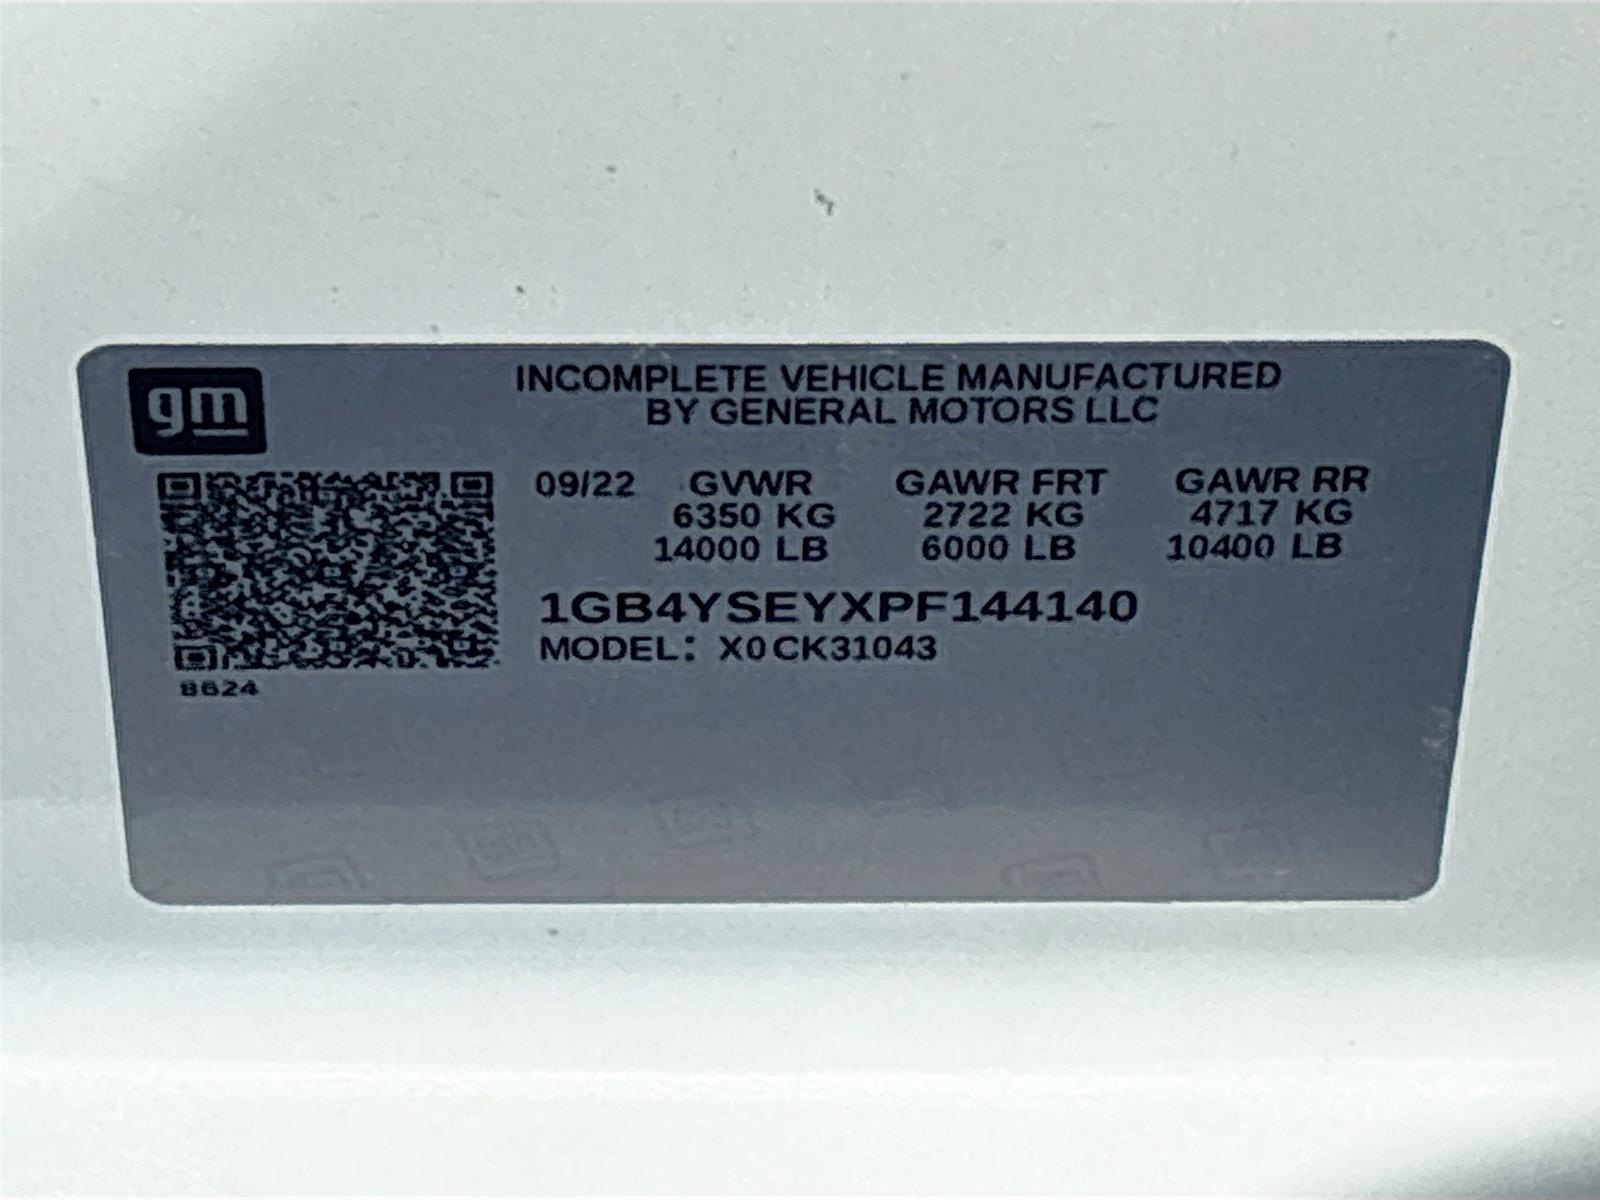 gm
INCOMPLETE VEHICLE MANUFACTURED
BY GENERAL MOTORS LLC
09/22 GVWR GAWR FRT GAWR RR
6350 KG 2722 KG 4717 KG
14000 LB 6000 LB 10400 LB
1GB4YSEYXPF144140
MODEL: X0CK31043
8624